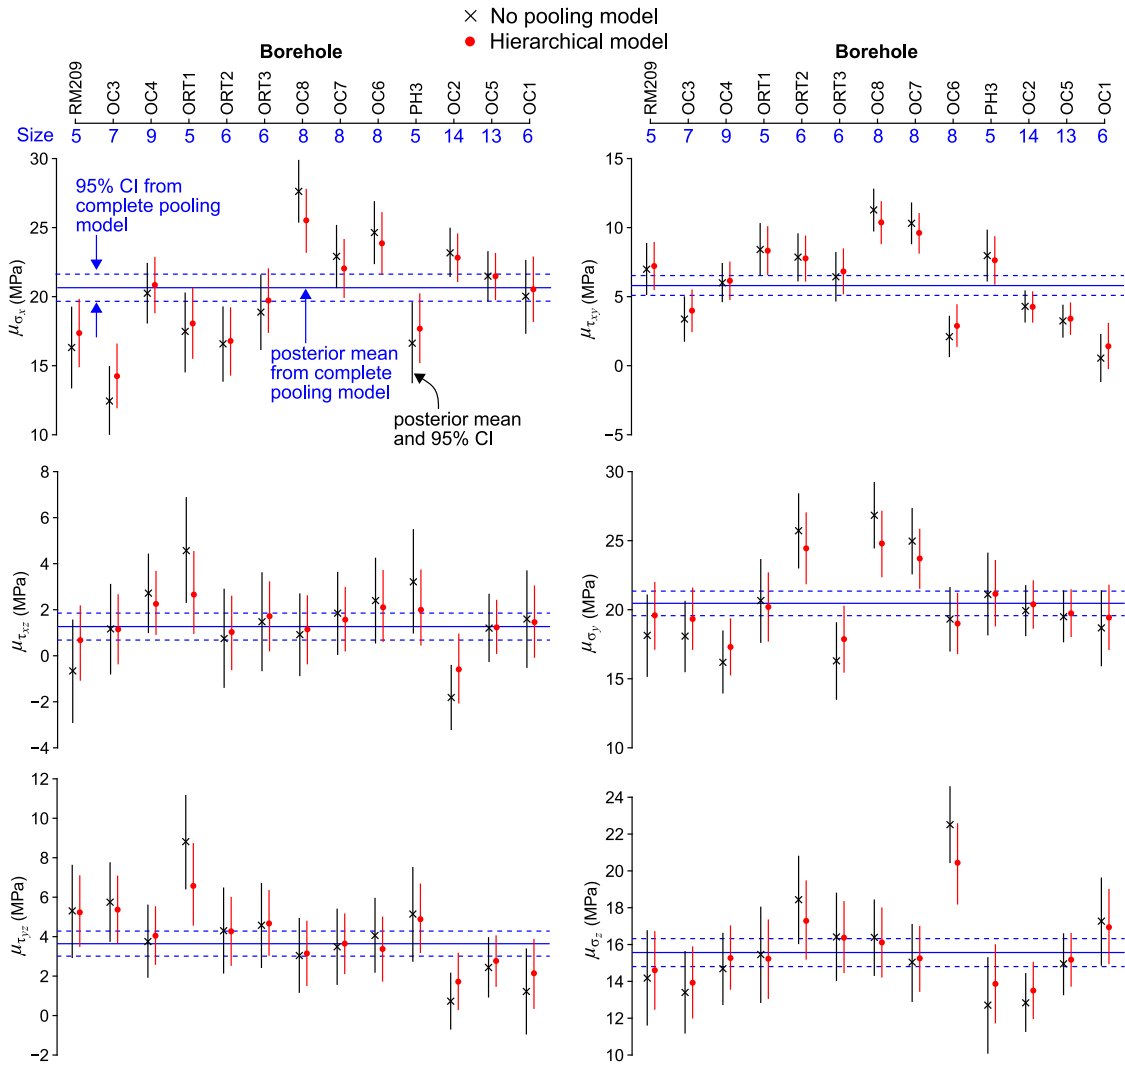 × No pooling model
● Hierarchical model
Borehole
Borehole
RM209 OC3 OC4 ORT1 ORT2 ORT3 OC8 OC7 OC6 PH3 OC2 OC5 OC1
RM209 OC3 OC4 ORT1 ORT2 ORT3 OC8 OC7 OC6 PH3 OC2 OC5 OC1
Size 5 7 9 5 6 6 8 8 8 5 14 13 6
5 7 9 5 6 6 8 8 8 5 14 13 6
μσx (MPa)
30
25
20
15
10
95% CI from
complete pooling
model
posterior mean
from complete
pooling model
posterior mean
and 95% CI
μτxy (MPa)
15
10
5
0
−5
μτxz (MPa)
8
6
4
2
0
−2
−4
μσy (MPa)
30
25
20
15
10
μτyz (MPa)
12
10
8
6
4
2
0
−2
μσz (MPa)
24
22
20
18
16
14
12
10